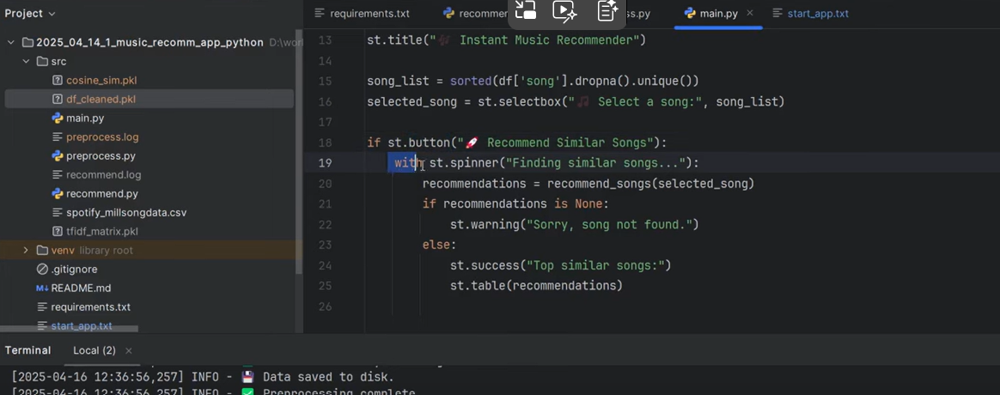 Project
2025_04_14_1_music_recomm_app_python D:\wor
src
cosine_sim.pkl
df_cleaned.pkl
main.py
preprocess.log
preprocess.py
recommend.log
recommend.py
spotify_millsongdata.csv
tfidf_matrix.pkl
venv library root
.gitignore
M↓ README.md
requirements.txt
start_app.txt
requirements.txt recommen ss.py main.py × start_app.txt
13 st.title("🎶 Instant Music Recommender")
14
15 song_list = sorted(df['song'].dropna().unique())
16 selected_song = st.selectbox("🎵 Select a song:", song_list)
17
18 if st.button("🚀 Recommend Similar Songs"):
19 with st.spinner("Finding similar songs..."):
20 recommendations = recommend_songs(selected_song)
21 if recommendations is None:
22 st.warning("Sorry, song not found.")
23 else:
24 st.success("Top similar songs:")
25 st.table(recommendations)
26
Terminal Local (2) ×
[2025-04-16 12:36:56,257] INFO - 💾 Data saved to disk.
[2025-04-16 12:36:56,257] INFO - ✅ Preprocessing complete